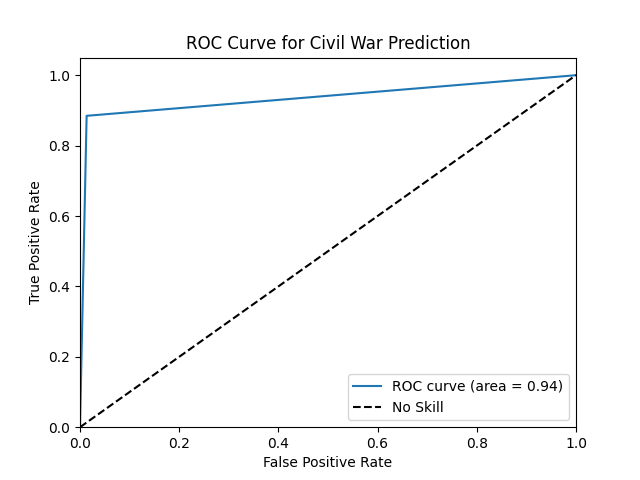 ROC Curve for Civil War Prediction
1.0
0.8
0.6
0.4
0.2
0.0
True Positive Rate
ROC curve (area = 0.94)
No Skill
0.0 0.2 0.4 0.6 0.8 1.0
False Positive Rate